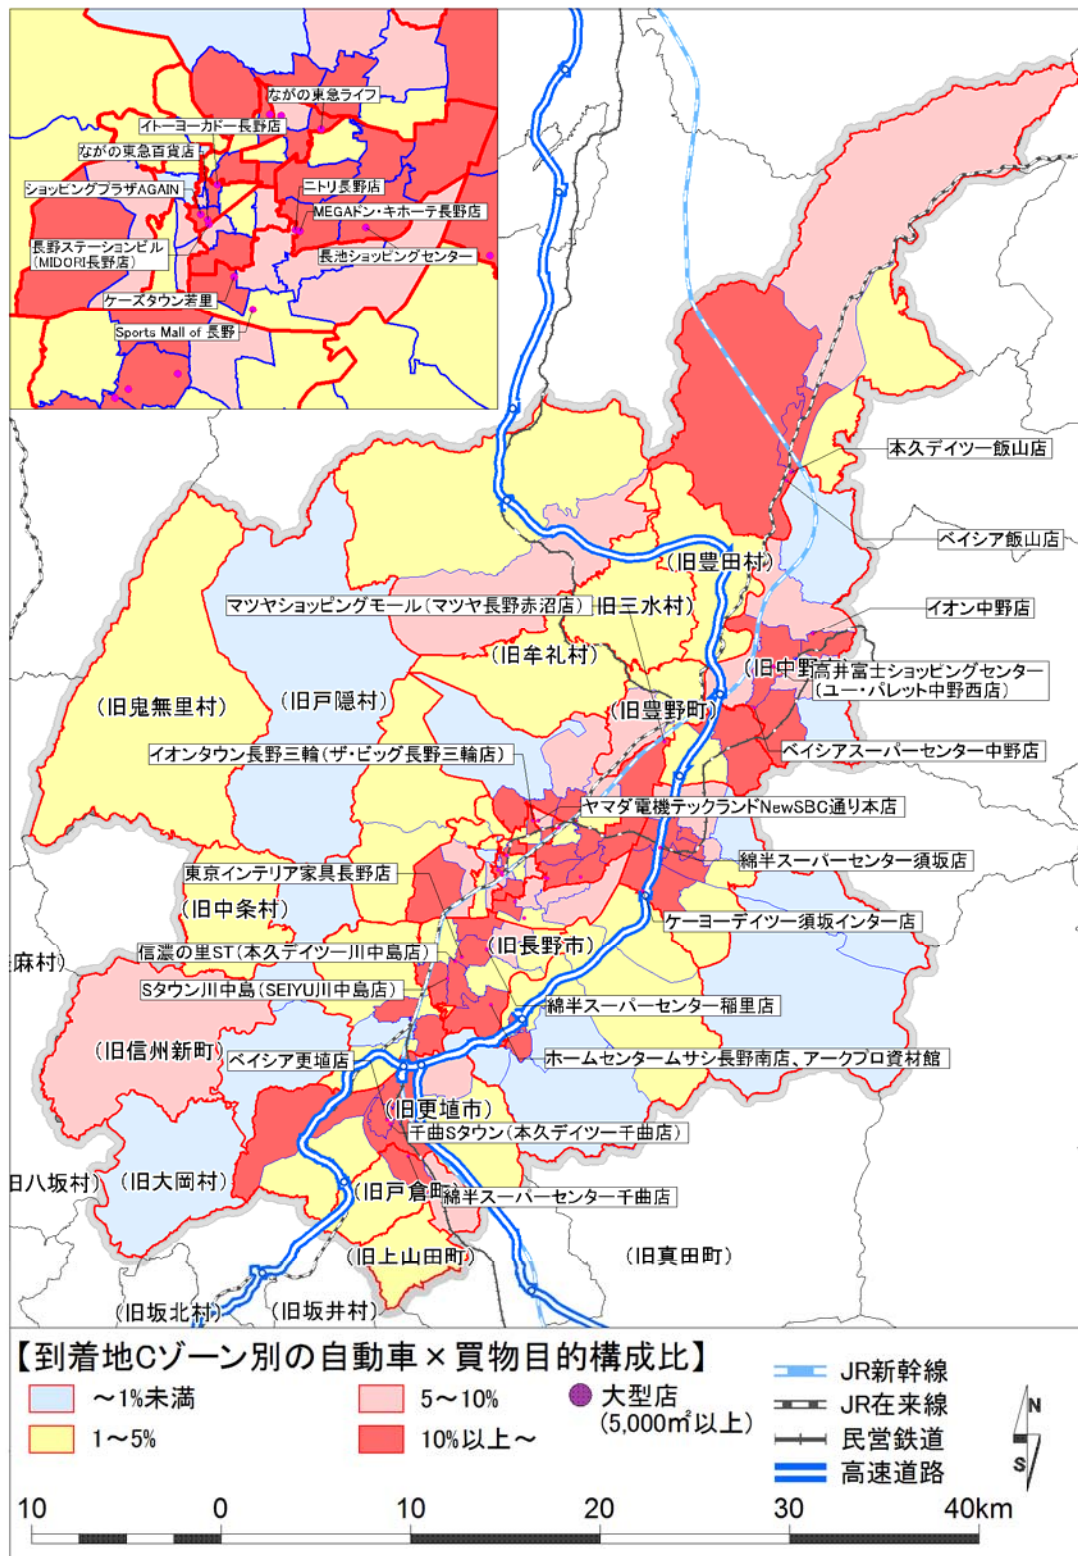 ながの東急ライフ
イトーヨーカドー長野店
ながの東急百貨店
ショッピングプラザAGAIN
ニトリ長野店
MEGAドン・キホーテ長野店
長野ステーションビル
(MIDORI長野店)
長池ショッピングセンター
ケーズタウン若里
Sports Mall of 長野
本久デイツー飯山店
ベイシア飯山店
(旧豊田村)
マツヤショッピングモール(マツヤ長野赤沼店)
旧三水村)
イオン中野店
(旧牟礼村)
(旧中野
高井富士ショッピングセンター
(ユー・パレット中野西店)
(旧戸隠村)
(旧鬼無里村)
(旧豊野町)
イオンタウン長野三輪(ザ・ビッグ長野三輪店)
ベイシアスーパーセンター中野店
ヤマダ電機テックランドNewSBC通り本店
東京インテリア家具長野店
綿半スーパーセンター須坂店
(旧中条村)
ケーヨーデイツー須坂インター店
信濃の里ST(本久デイツー川中島店)
(旧長野市)
麻村)
Sタウン川中島(SEIYU川中島店)
綿半スーパーセンター稲里店
(旧信州新町)
ベイシア更埴店
ホームセンタームサシ長野南店、アークプロ資材館
(旧更埴市)
千曲Sタウン(本久デイツー千曲店)
旧八坂村)
(旧大岡村)
(旧戸倉町)
綿半スーパーセンター千曲店
(旧上山田町)
(旧真田町)
(旧坂北村)
(旧坂井村)
【到着地Cゾーン別の自動車×買物目的構成比】
～1%未満
5～10%
大型店
(5,000㎡以上)
1～5%
10%以上～
JR新幹線
JR在来線
民営鉄道
高速道路
N
S
10 0 10 20 30 40km